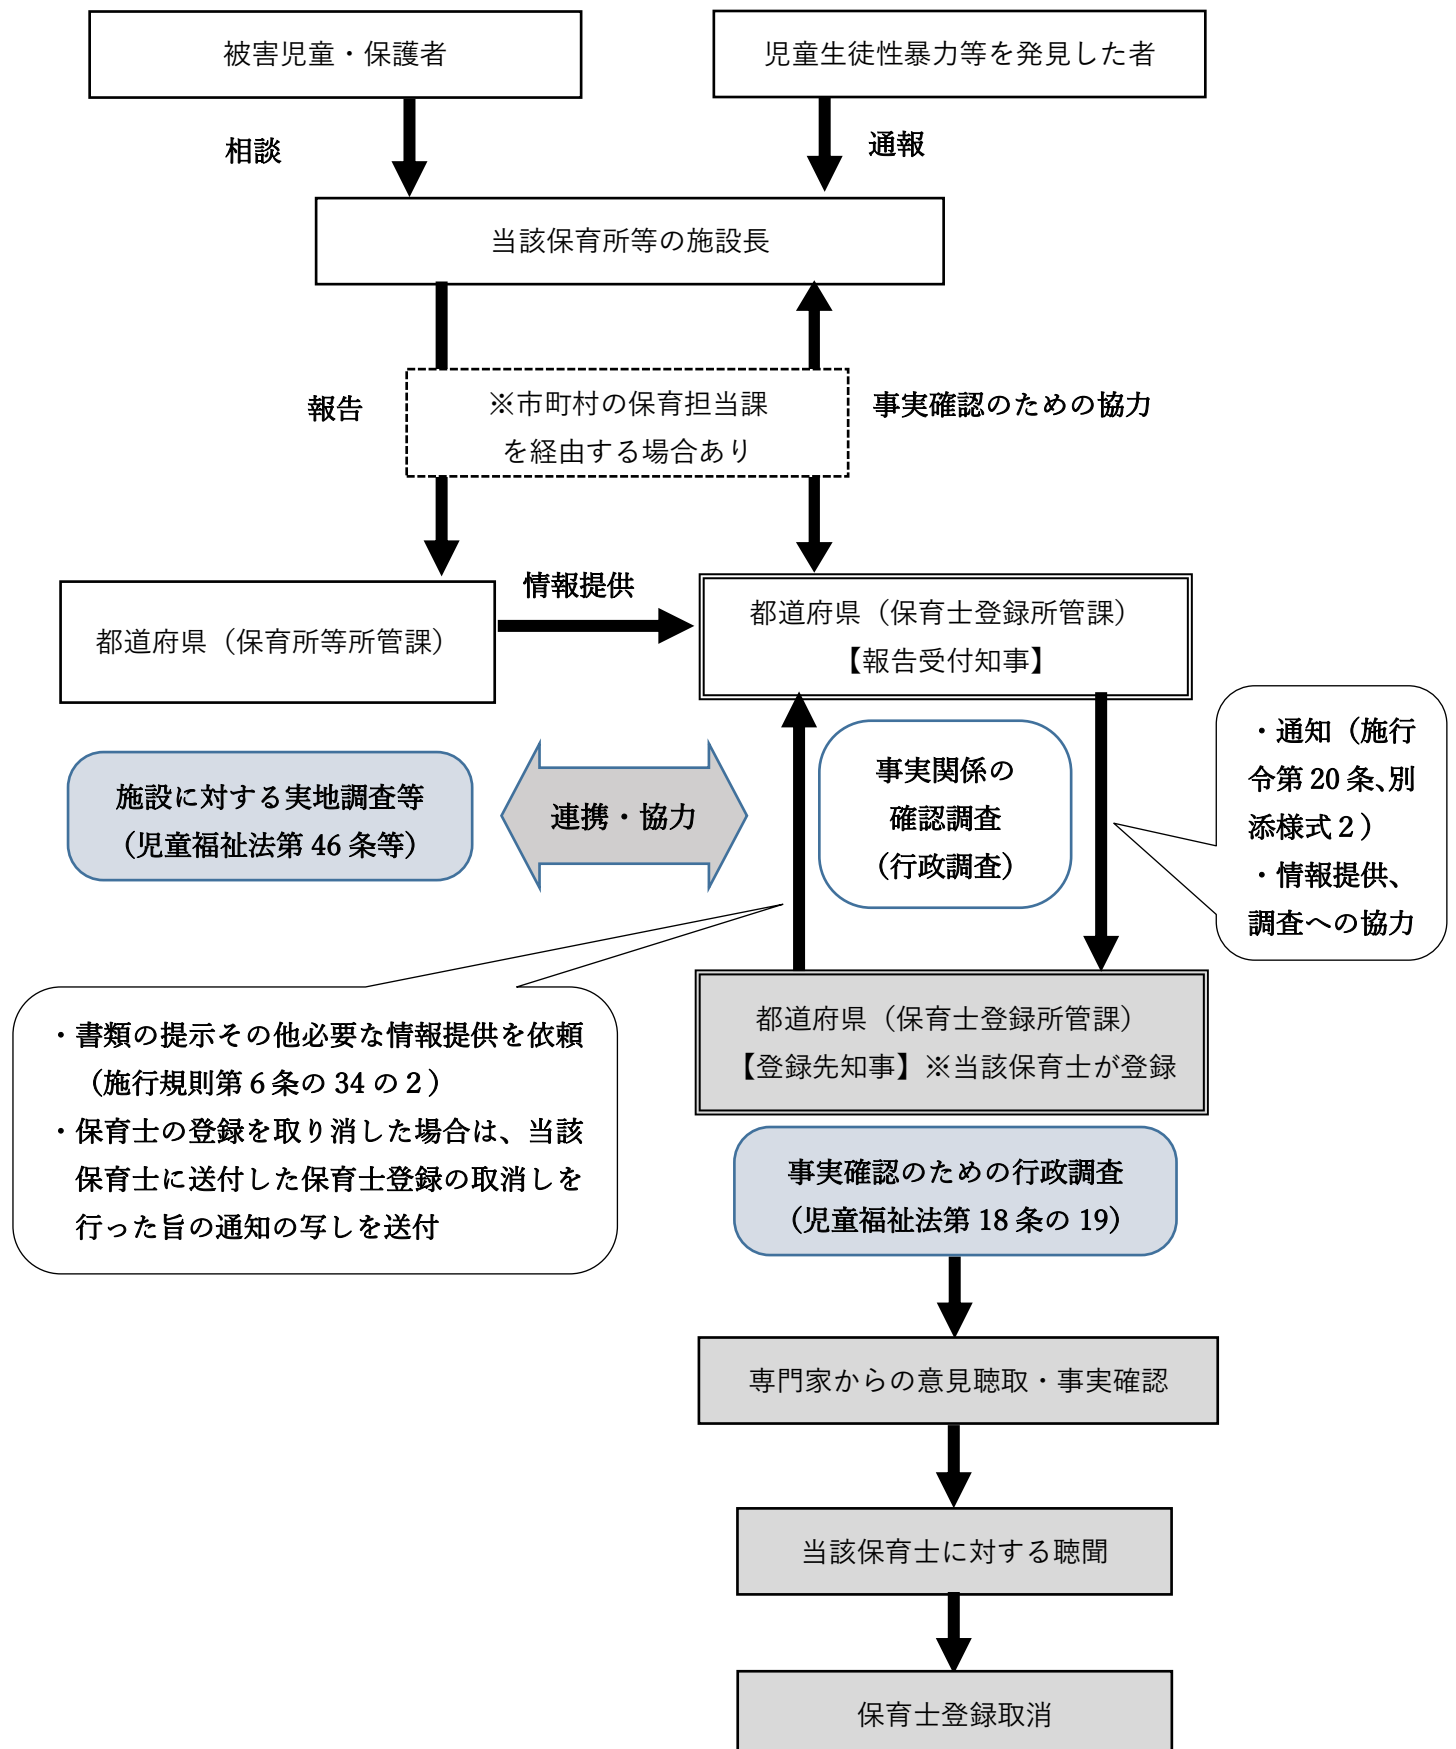 被害児童・保護者
児童生徒性暴力等を発見した者
相談
通報
当該保育所等の施設長
報告
※市町村の保育担当課
を経由する場合あり
事実確認のための協力
都道府県（保育所等所管課）
情報提供
都道府県（保育士登録所管課）
【報告受付知事】
施設に対する実地調査等
（児童福祉法第 46 条等）
連携・協力
事実関係の
確認調査
（行政調査）
・通知（施行
令第 20 条、別
添様式２）
・情報提供、
調査への協力
・書類の提示その他必要な情報提供を依頼
（施行規則第６条の 34 の２）
・保育士の登録を取り消した場合は、当該
保育士に送付した保育士登録の取消しを
行った旨の通知の写しを送付
都道府県（保育士登録所管課）
【登録先知事】※当該保育士が登録
事実確認のための行政調査
（児童福祉法第 18 条の 19）
専門家からの意見聴取・事実確認
当該保育士に対する聴聞
保育士登録取消